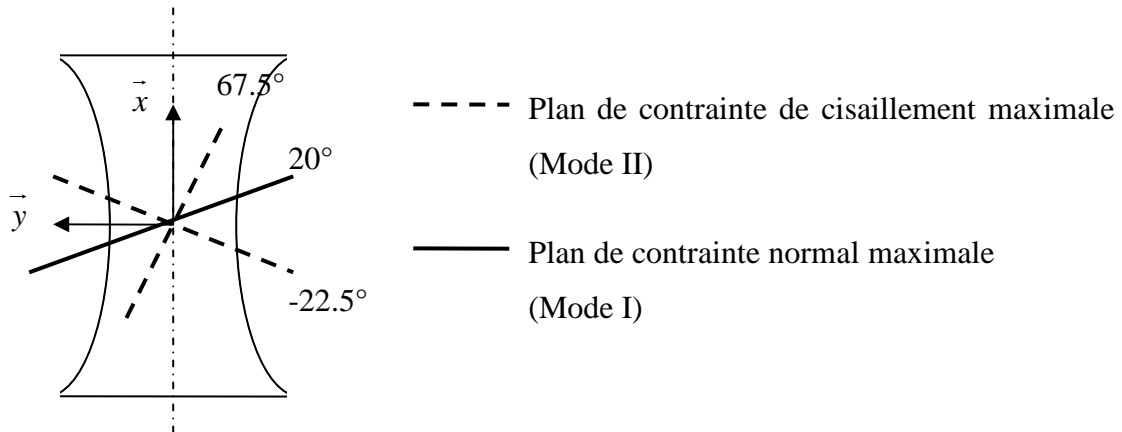 67.5°
x
20°
y
-22.5°
Plan de contrainte de cisaillement maximale
(Mode II)
Plan de contrainte normal maximale
(Mode I)